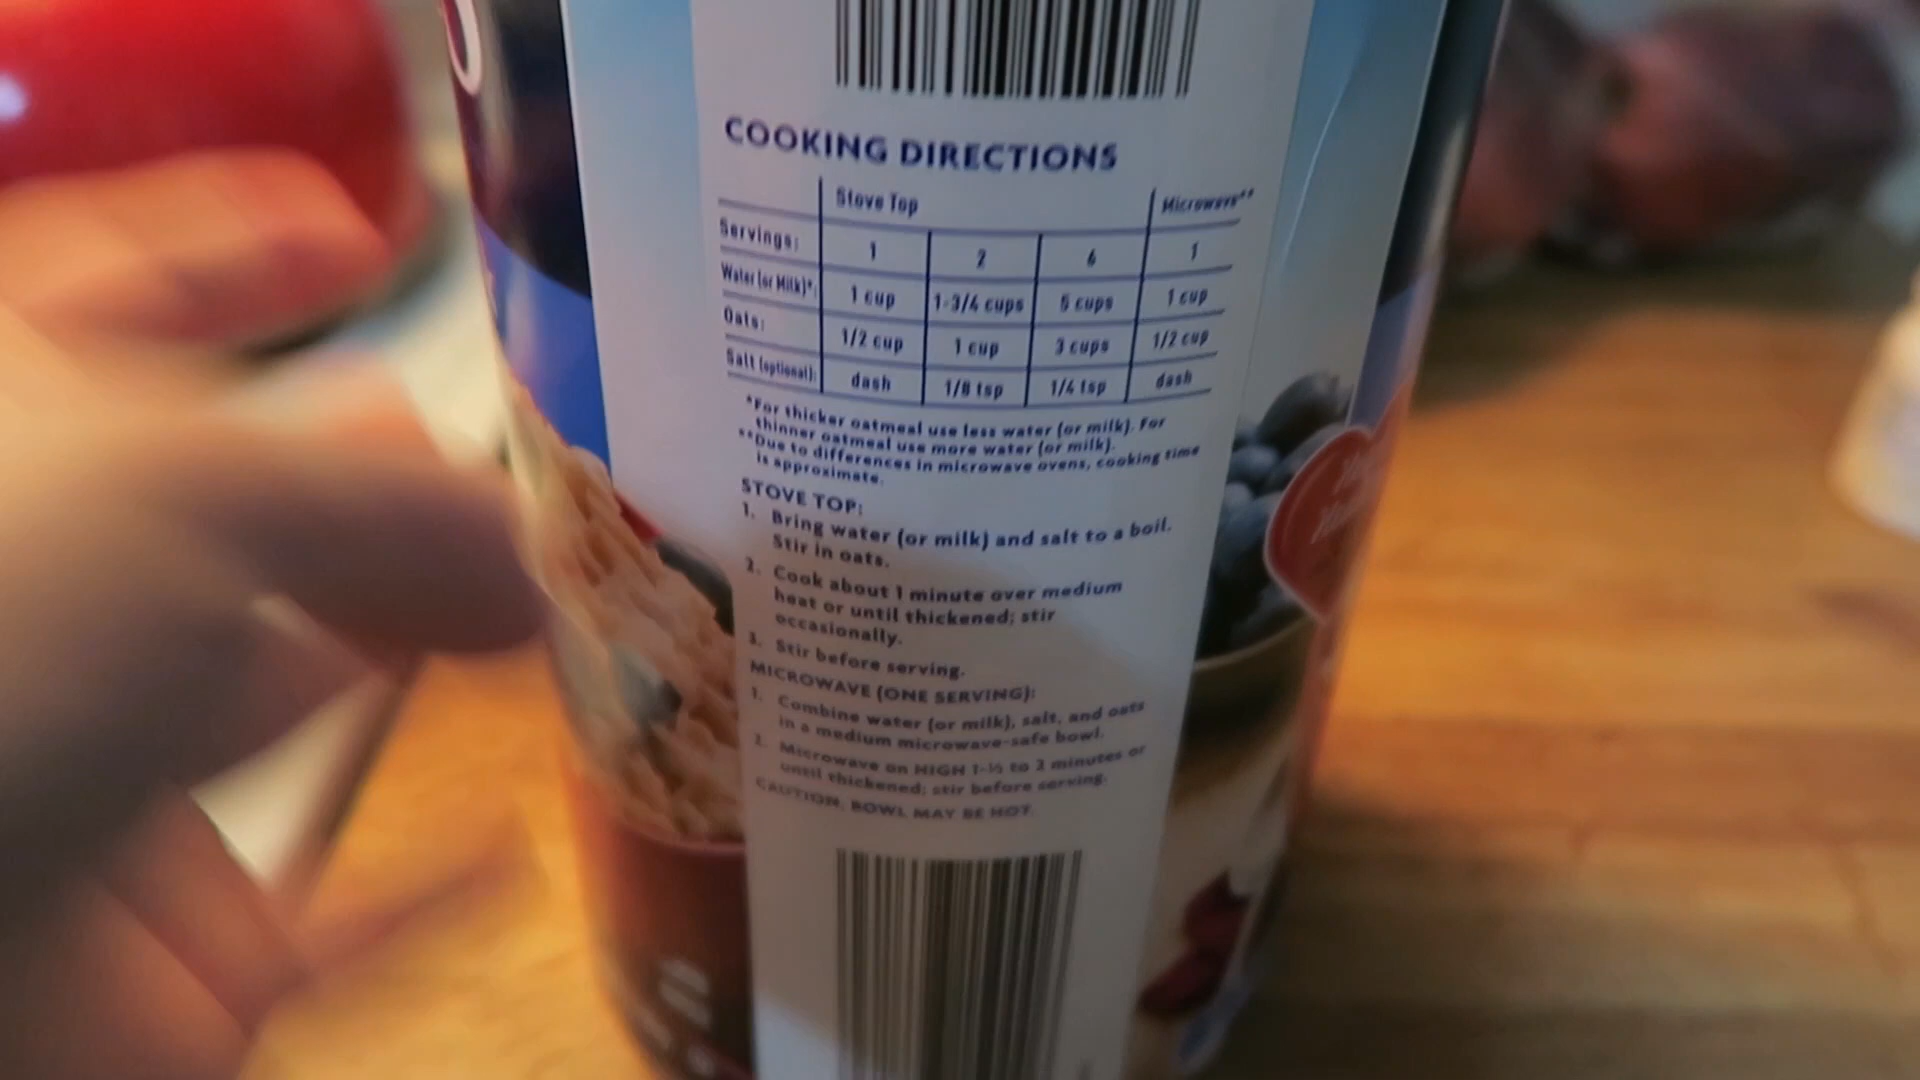 COOKING DIRECTIONS
Stove Top Microwave**
Servings: 1 2 6 1
Water (or Milk)*: 1 cup 1-3/4 cups 5 cups 1 cup
Oats: 1/2 cup 1 cup 3 cups 1/2 cup
Salt (optional): dash 1/8 tsp 1/4 tsp dash
*For thicker oatmeal use less water (or milk). For
thinner oatmeal use more water (or milk).
**Due to differences in microwave ovens, cooking time
is approximate.
STOVE TOP:
1. Bring water (or milk) and salt to a boil.
Stir in oats.
2. Cook about 1 minute over medium
heat or until thickened; stir
occasionally.
3. Stir before serving.
MICROWAVE (ONE SERVING):
1. Combine water (or milk), salt, and oats
in a medium microwave-safe bowl.
2. Microwave on HIGH 1-½ to 2 minutes or
until thickened; stir before serving.
CAUTION, BOWL MAY BE HOT.